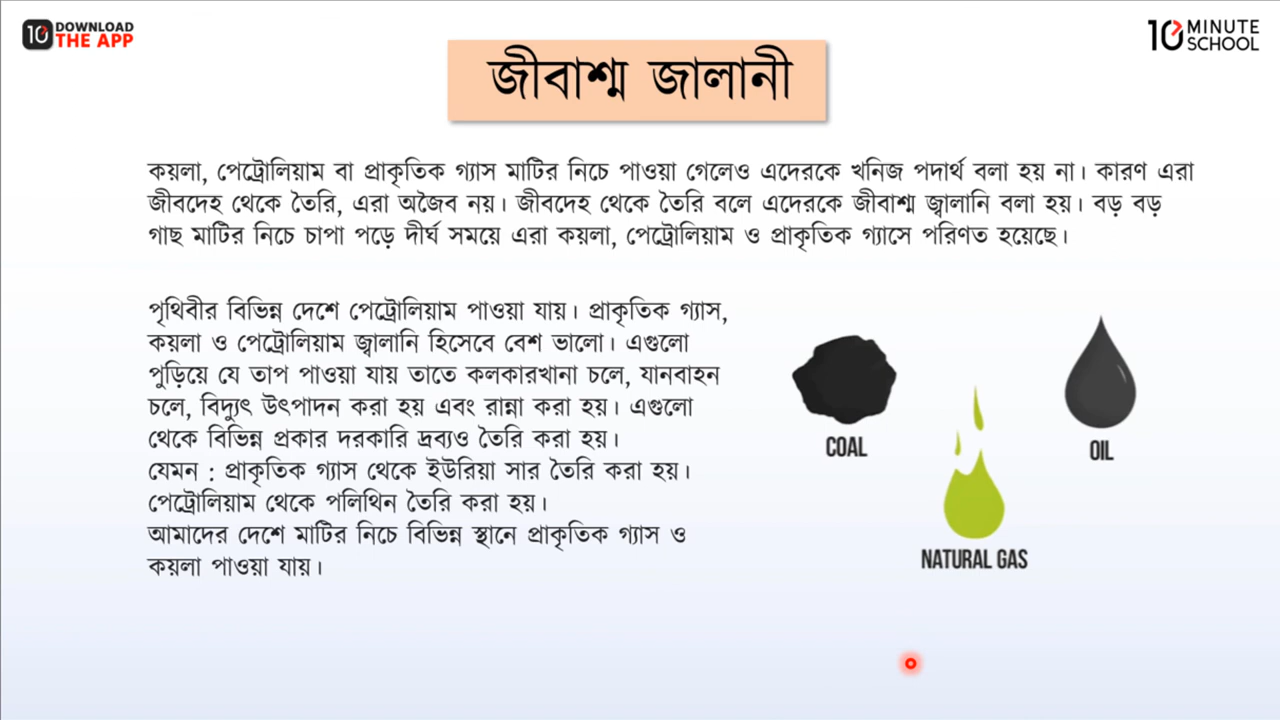 10 DOWNLOAD
THE APP
10 MINUTE
SCHOOL
জীবাশ্ম জালানী
কয়লা, পেট্রোলিয়াম বা প্রাকৃতিক গ্যাস মাটির নিচে পাওয়া গেলেও এদেরকে খনিজ পদার্থ বলা হয় না। কারণ এরা
জীবদেহ থেকে তৈরি, এরা অজৈব নয়। জীবদেহ থেকে তৈরি বলে এদেরকে জীবাশ্ম জ্বালানি বলা হয়। বড় বড়
গাছ মাটির নিচে চাপা পড়ে দীর্ঘ সময়ে এরা কয়লা, পেট্রোলিয়াম ও প্রাকৃতিক গ্যাসে পরিণত হয়েছে।
পৃথিবীর বিভিন্ন দেশে পেট্রোলিয়াম পাওয়া যায়। প্রাকৃতিক গ্যাস,
কয়লা ও পেট্রোলিয়াম জ্বালানি হিসেবে বেশ ভালো। এগুলো
পুড়িয়ে যে তাপ পাওয়া যায় তাতে কলকারখানা চলে, যানবাহন
চলে, বিদ্যুৎ উৎপাদন করা হয় এবং রান্না করা হয়। এগুলো
থেকে বিভিন্ন প্রকার দরকারি দ্রব্যও তৈরি করা হয়।
যেমন : প্রাকৃতিক গ্যাস থেকে ইউরিয়া সার তৈরি করা হয়।
পেট্রোলিয়াম থেকে পলিথিন তৈরি করা হয়।
আমাদের দেশে মাটির নিচে বিভিন্ন স্থানে প্রাকৃতিক গ্যাস ও
কয়লা পাওয়া যায়।
COAL
OIL
NATURAL GAS